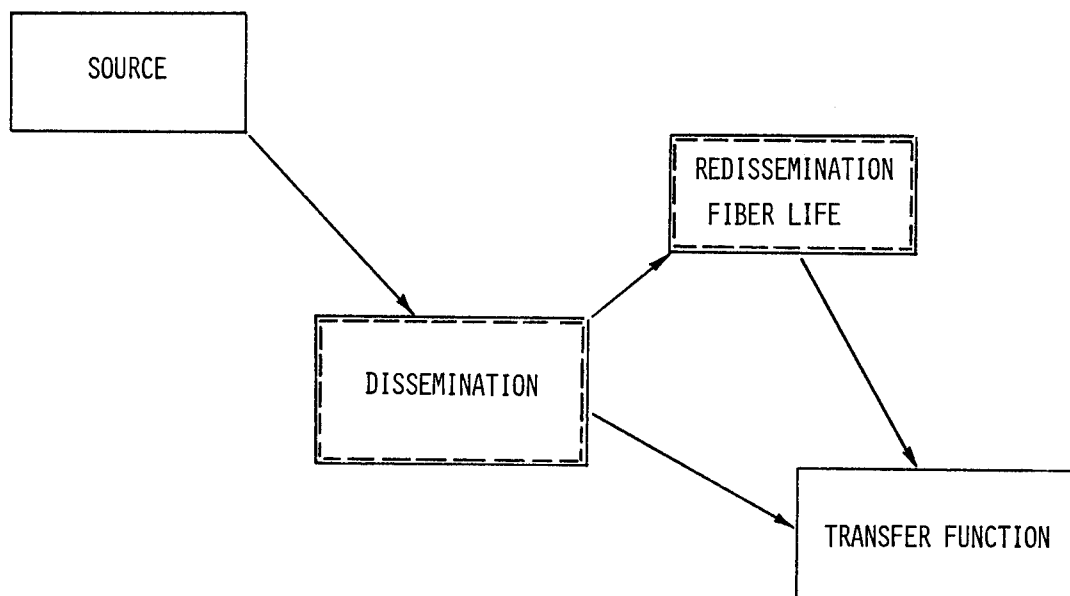 SOURCE
REDISSEMINATION
FIBER LIFE
DISSEMINATION
TRANSFER FUNCTION